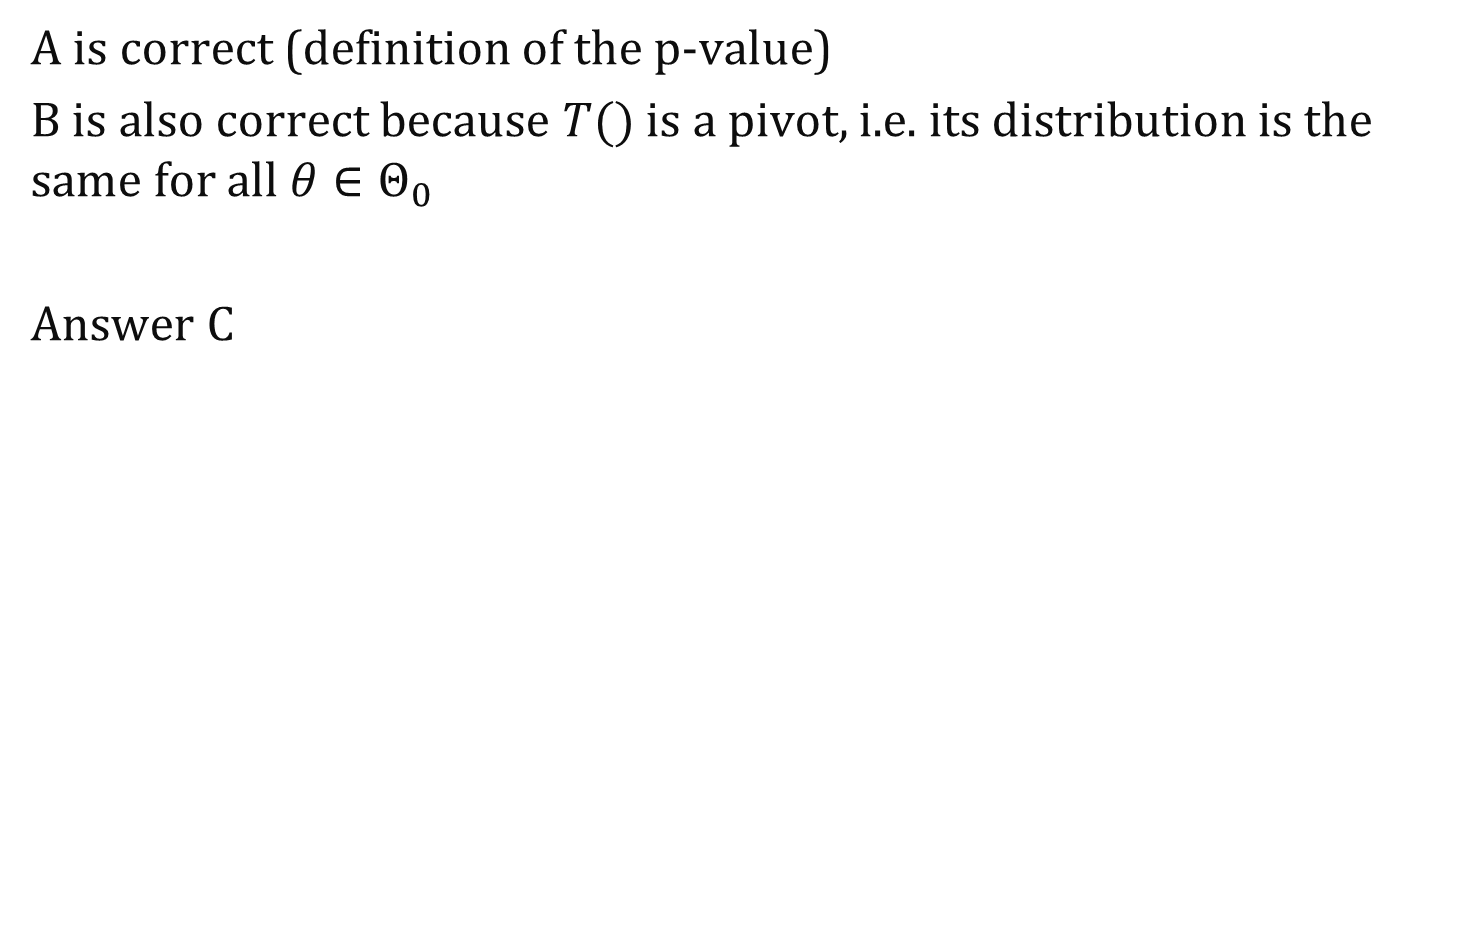 A is correct (definition of the p-value)
B is also correct because T() is a pivot, i.e. its distribution is the
same for all θ ∈ Θ₀
Answer C